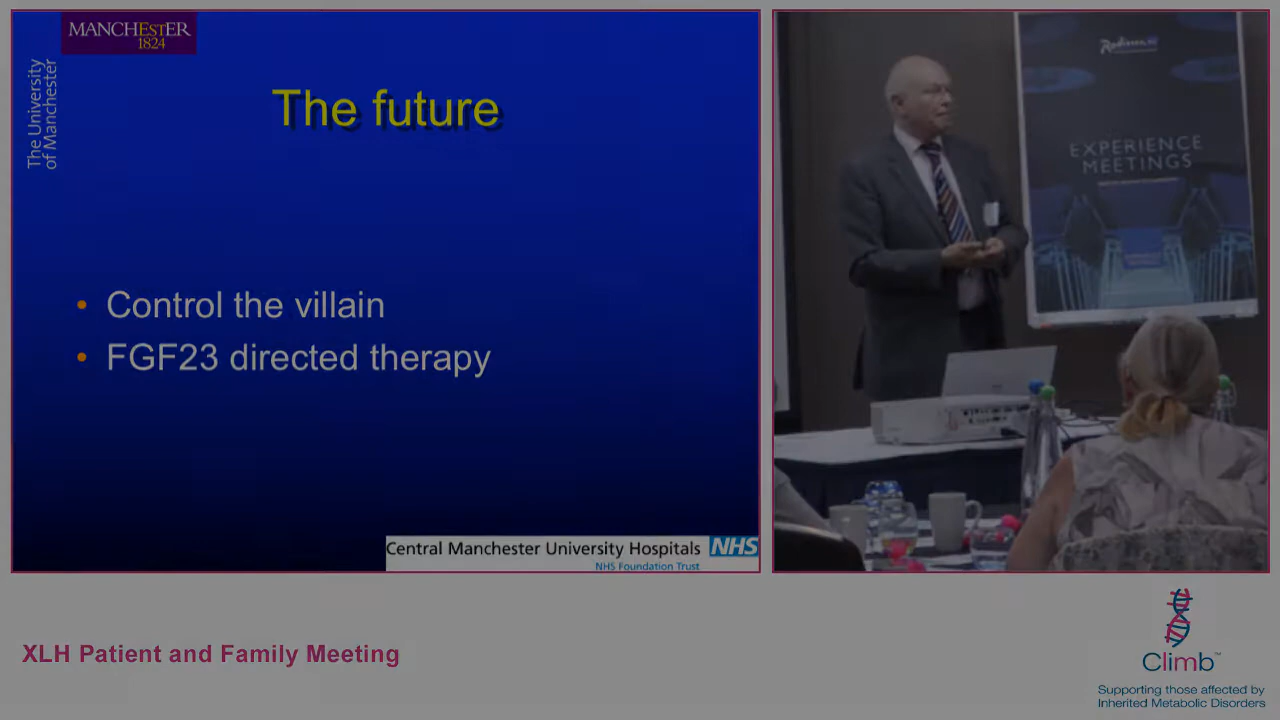 MANCHESTER
1824
The University
of Manchester
The future
• Control the villain
• FGF23 directed therapy
Central Manchester University Hospitals NHS
NHS Foundation Trust
Radisson
EXPERIENCE
MEETINGS
XLH Patient and Family Meeting
Climb™
Supporting those affected by
Inherited Metabolic Disorders